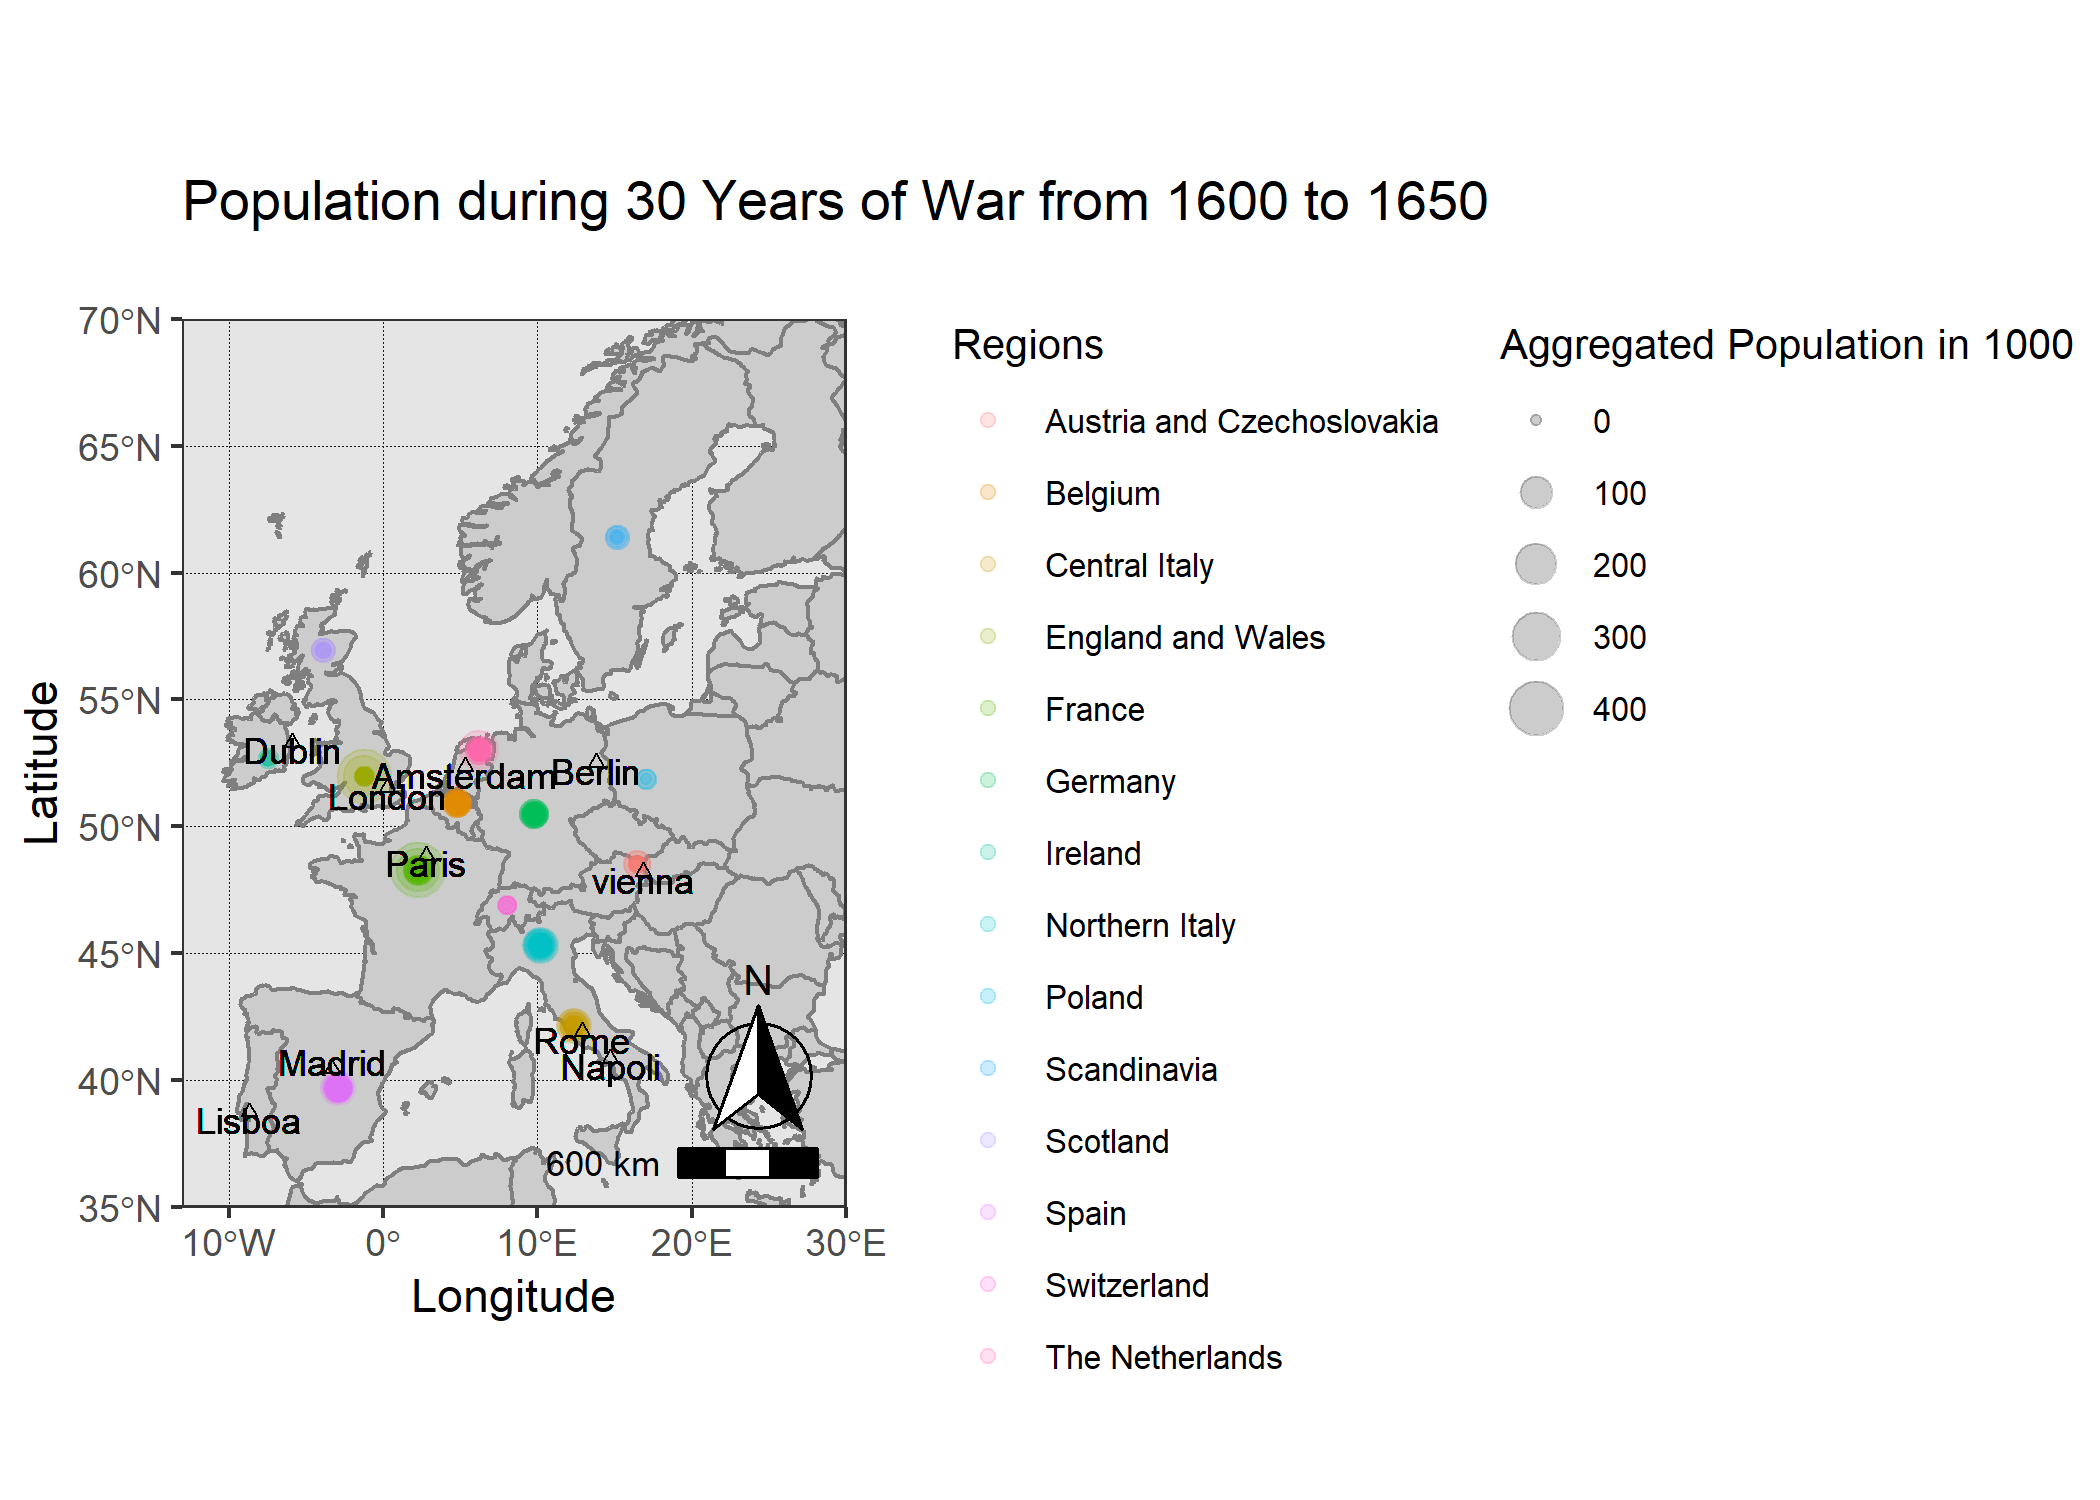 Population during 30 Years of War from 1600 to 1650
70°N
65°N
60°N
55°N
50°N
45°N
40°N
35°N
Latitude
10°W
0°
10°E
20°E
30°E
Longitude
Dublin
Amsterdam
Berlin
London
Paris
vienna
Rome
Napoli
Madrid
Lisboa
N
600 km
Regions
Austria and Czechoslovakia
Belgium
Central Italy
England and Wales
France
Germany
Ireland
Northern Italy
Poland
Scandinavia
Scotland
Spain
Switzerland
The Netherlands
Aggregated Population in 1000
0
100
200
300
400